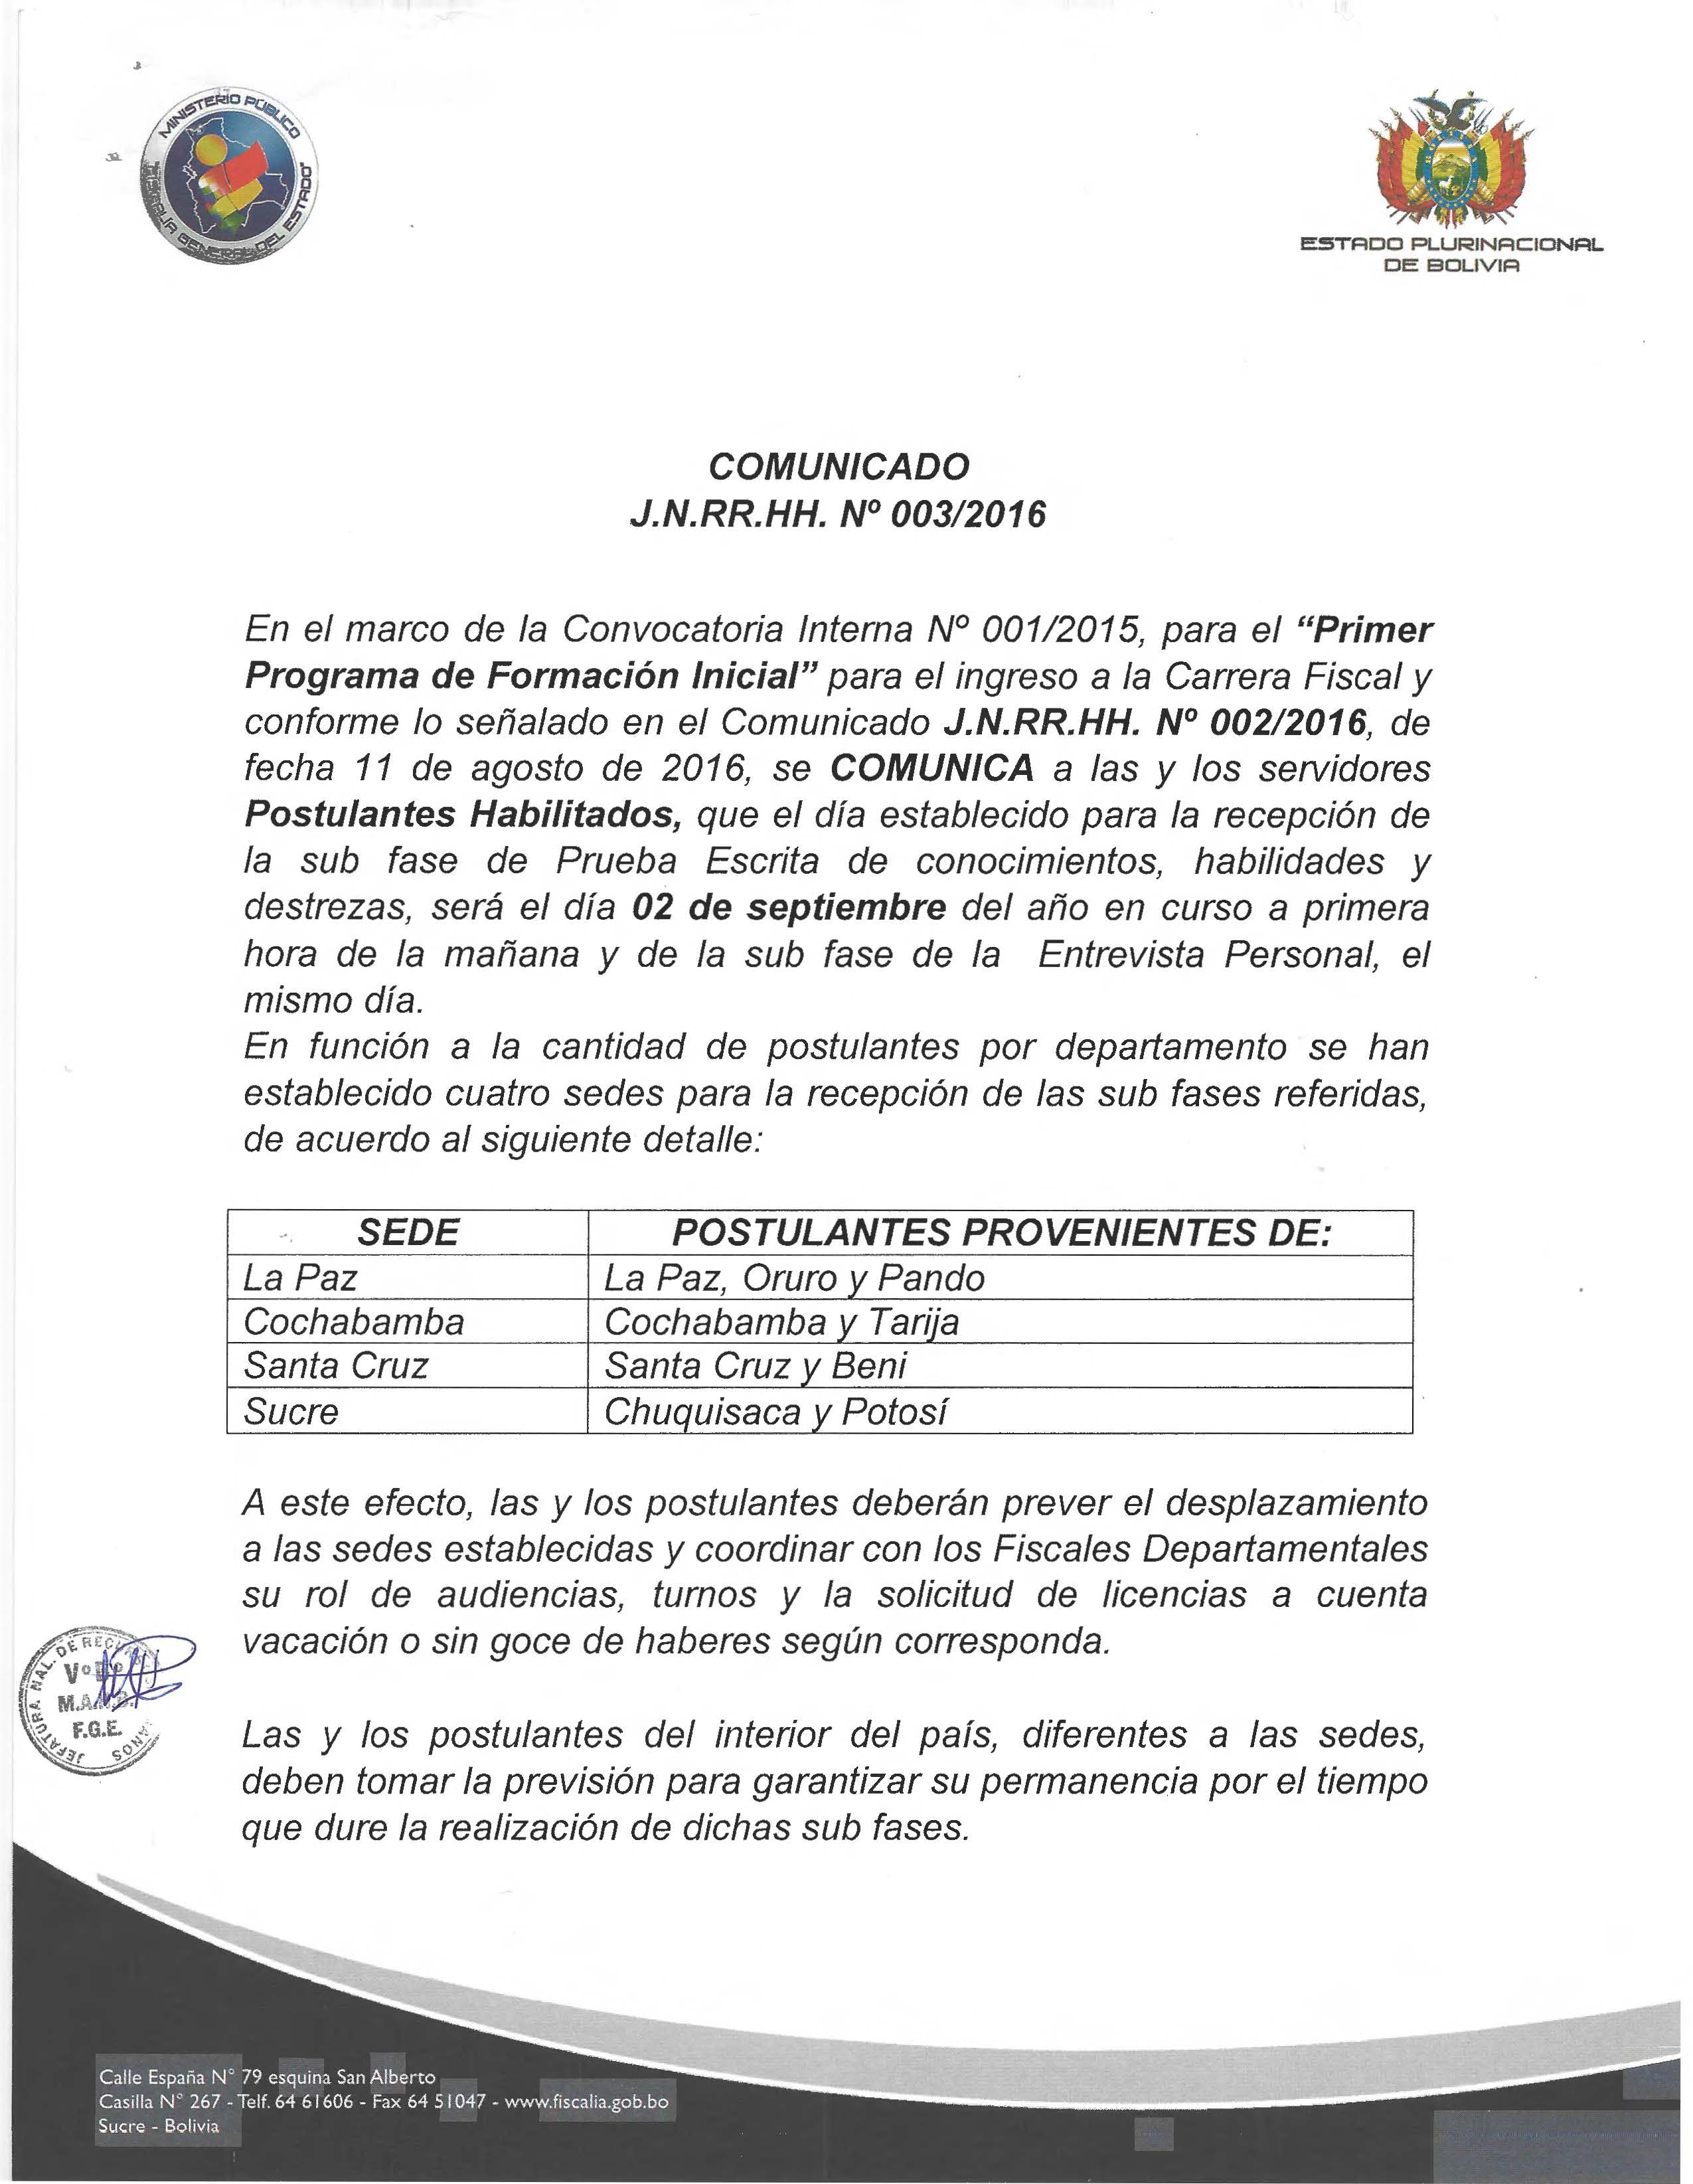 MINISTERIO PÚBLICO
FISCALIA GENERAL DEL ESTADO
ESTADO PLURINACIONAL
DE BOLIVIA
COMUNICADO
J.N.RR.HH. Nº 003/2016
En el marco de la Convocatoria Interna Nº 001/2015, para el “Primer
Programa de Formación Inicial” para el ingreso a la Carrera Fiscal y
conforme lo señalado en el Comunicado J.N.RR.HH. Nº 002/2016, de
fecha 11 de agosto de 2016, se COMUNICA a las y los servidores
Postulantes Habilitados, que el día establecido para la recepción de
la sub fase de Prueba Escrita de conocimientos, habilidades y
destrezas, será el día 02 de septiembre del año en curso a primera
hora de la mañana y de la sub fase de la Entrevista Personal, el
mismo día.
En función a la cantidad de postulantes por departamento se han
establecido cuatro sedes para la recepción de las sub fases referidas,
de acuerdo al siguiente detalle:
SEDE POSTULANTES PROVENIENTES DE:
La Paz La Paz, Oruro y Pando
Cochabamba Cochabamba y Tarija
Santa Cruz Santa Cruz y Beni
Sucre Chuquisaca y Potosí
A este efecto, las y los postulantes deberán prever el desplazamiento
a las sedes establecidas y coordinar con los Fiscales Departamentales
su rol de audiencias, turnos y la solicitud de licencias a cuenta
vacación o sin goce de haberes según corresponda.
JEFATURA NAL. DE
Vº
F.G.E.
Las y los postulantes del interior del país, diferentes a las sedes,
deben tomar la previsión para garantizar su permanencia por el tiempo
que dure la realización de dichas sub fases.
Calle España N° 79 esquina San Alberto
Casilla N° 267 - Telf. 64 61606 - Fax 64 51047 - www.fiscalia.gob.bo
Sucre - Bolivia